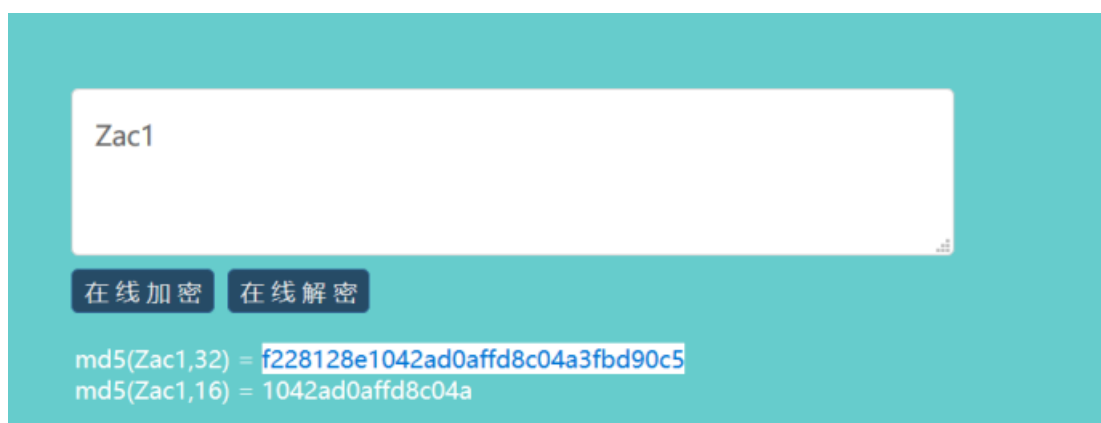 Zac1
在线加密 在线解密
md5(Zac1,32) = f228128e1042ad0affd8c04a3fbd90c5
md5(Zac1,16) = 1042ad0affd8c04a